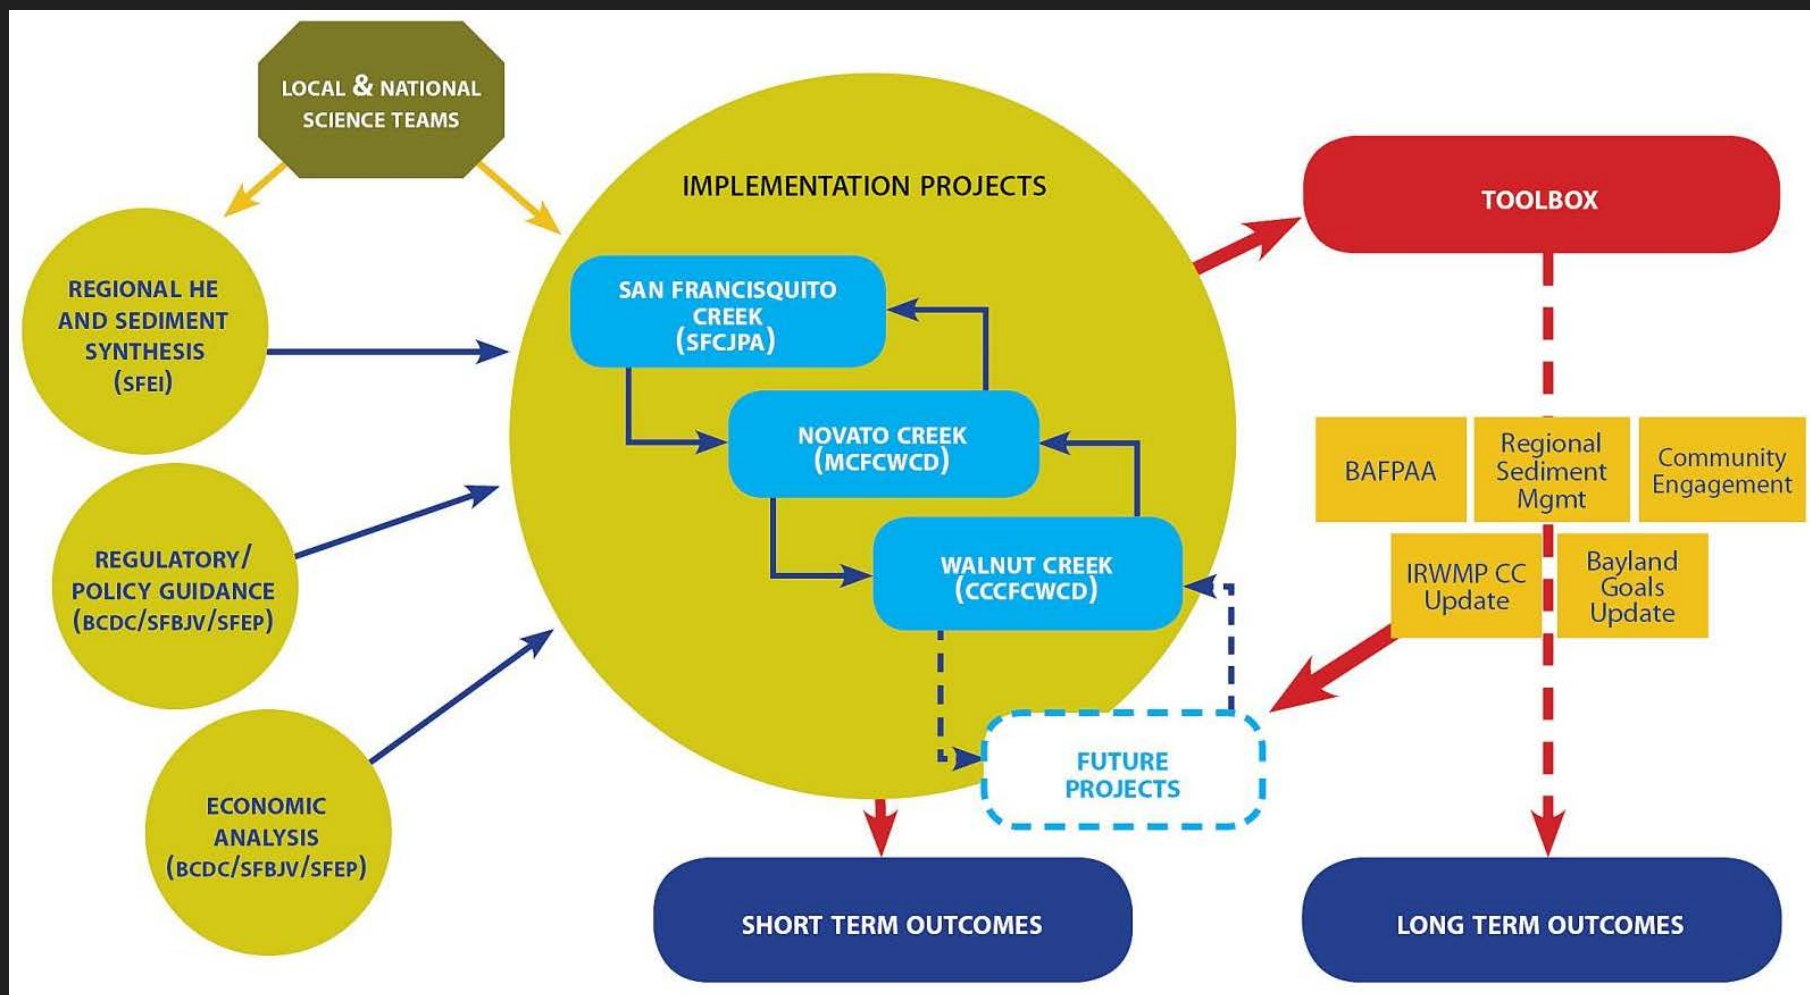 LOCAL & NATIONAL
SCIENCE TEAMS
IMPLEMENTATION PROJECTS
TOOLBOX
REGIONAL HE
AND SEDIMENT
SYNTHESIS
(SFEI)
SAN FRANCISQUITO
CREEK
(SFCJPA)
NOVATO CREEK
(MCFCWCD)
WALNUT CREEK
(CCCFCWCD)
FUTURE
PROJECTS
REGULATORY/
POLICY GUIDANCE
(BCDC/SFBJV/SFEP)
ECONOMIC
ANALYSIS
(BCDC/SFBJV/SFEP)
BAFPAA
Regional
Sediment
Mgmt
Community
Engagement
IRWMP CC
Update
Bayland
Goals
Update
SHORT TERM OUTCOMES
LONG TERM OUTCOMES